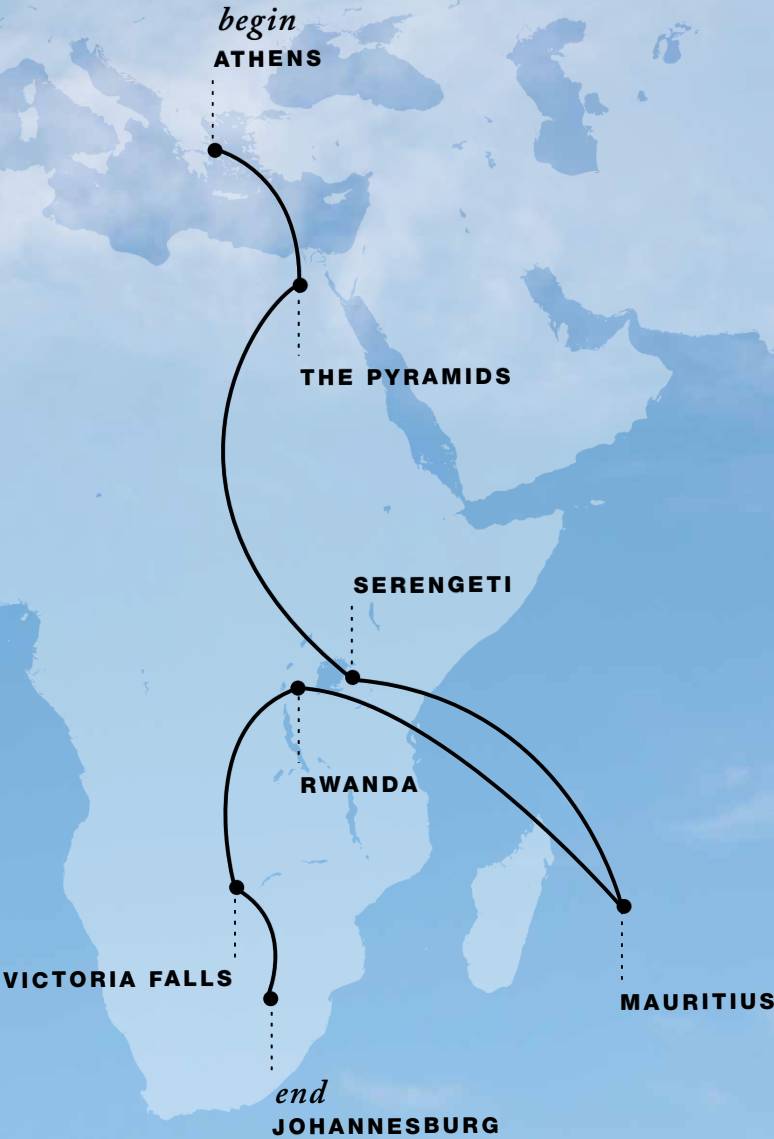 begin
ATHENS
THE PYRAMIDS
SERENGETI
RWANDA
VICTORIA FALLS
MAURITIUS
end
JOHANNESBURG